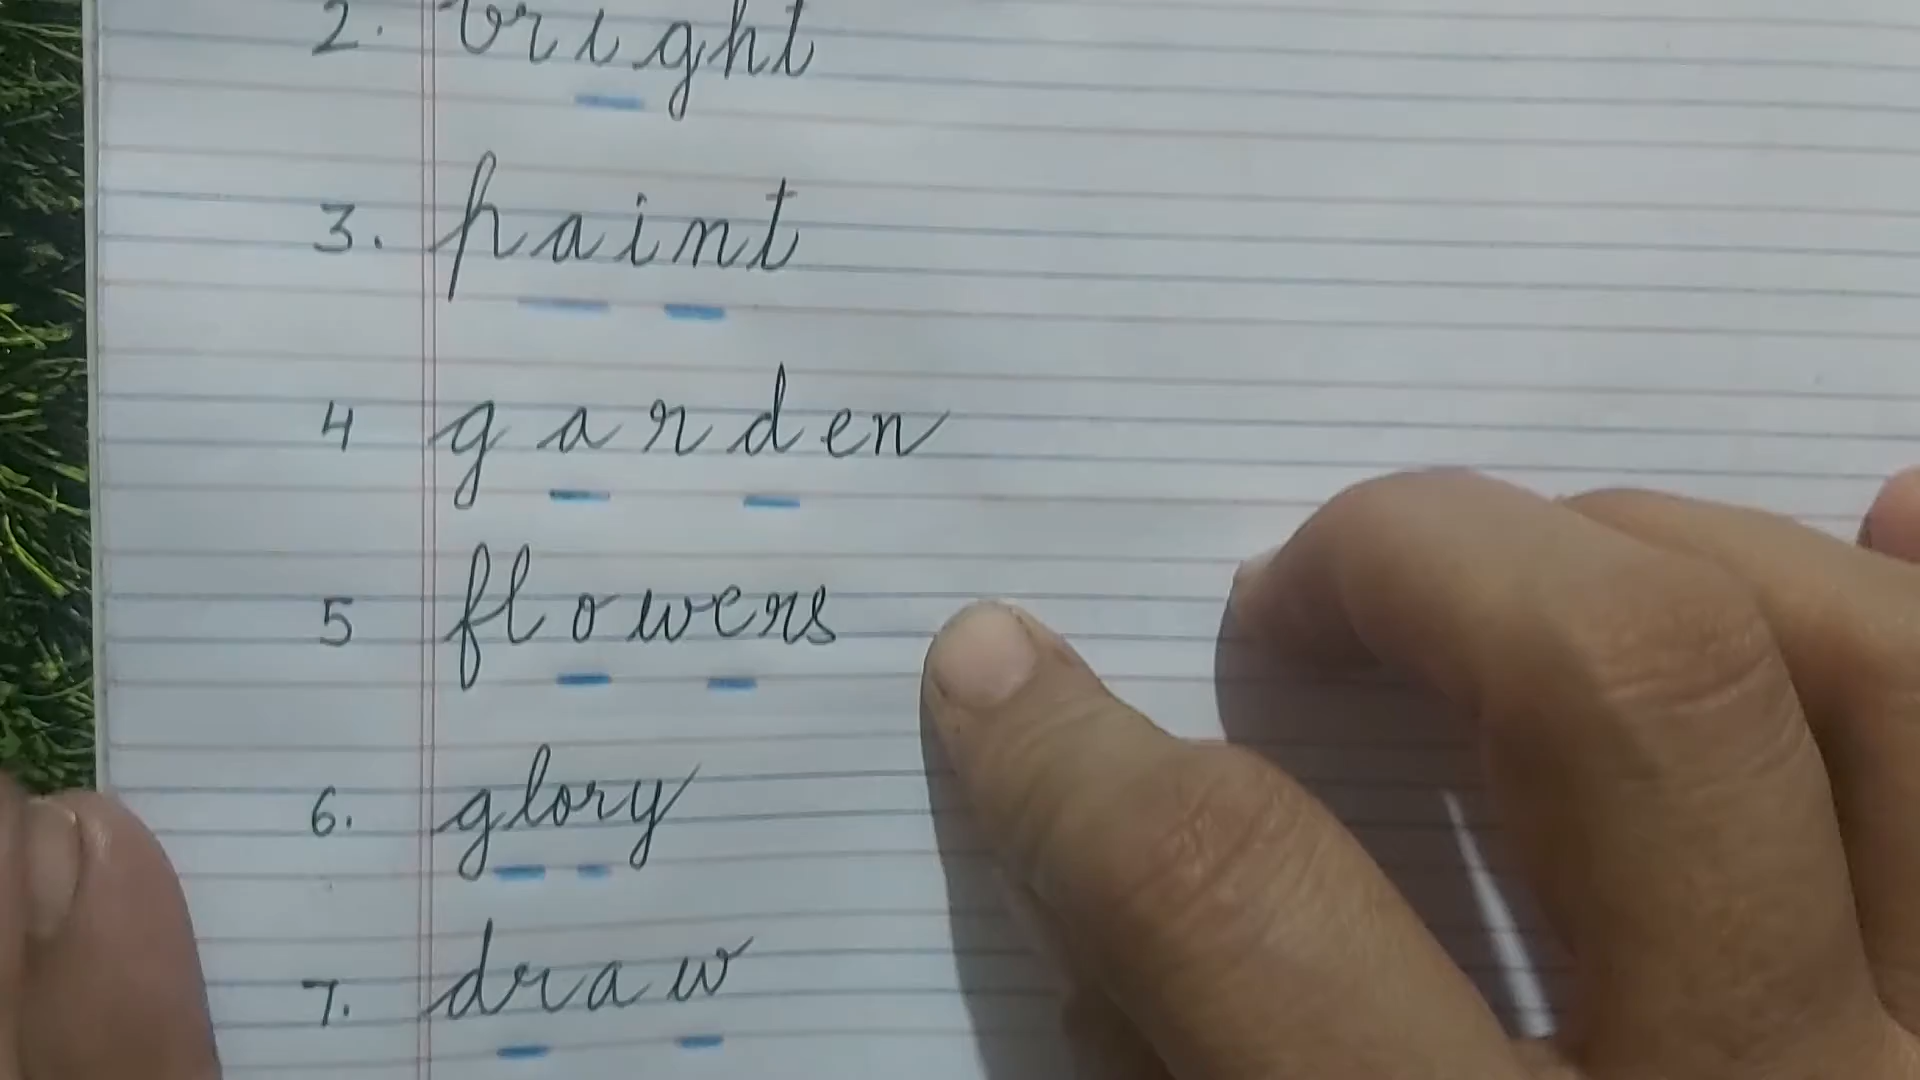 2. bright
3. paint
4 garden
5 flowers
6. glory
7. draw